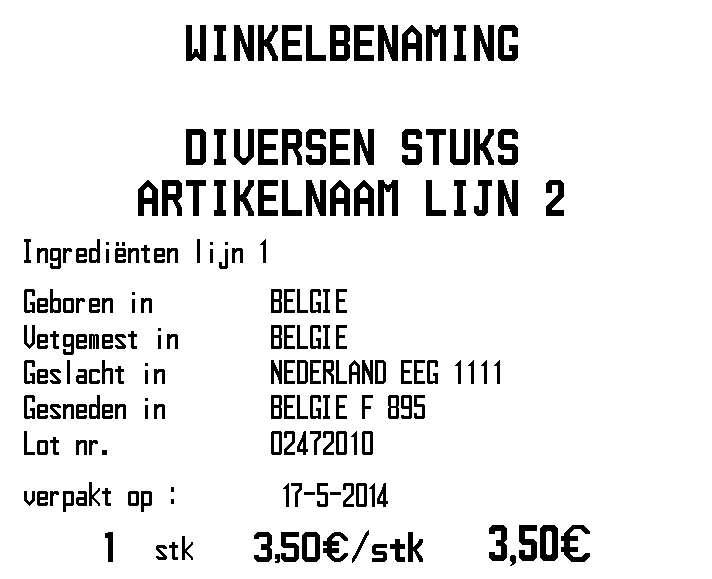 WINKELBENAMING
DIVERSEN STUKS
ARTIKELNAAM LIJN 2
Ingrediënten lijn 1
Geboren in BELGIE
Vetgemest in BELGIE
Geslacht in NEDERLAND EEG 1111
Gesneden in BELGIE F 895
Lot nr. 02472010
verpakt op : 17-5-2014
1 stk 3,50€/stk 3,50€